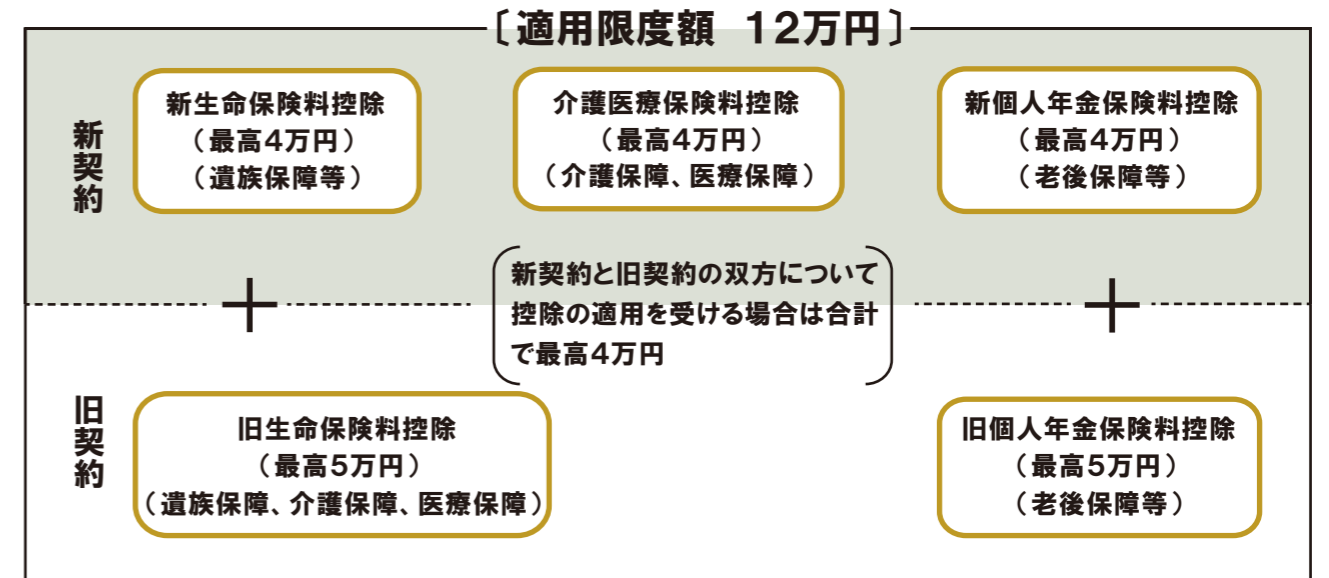 〔適用限度額 12万円〕
新契約
新生命保険料控除
（最高4万円）
（遺族保障等）
介護医療保険料控除
（最高4万円）
（介護保障、医療保障）
新個人年金保険料控除
（最高4万円）
（老後保障等）
＋
新契約と旧契約の双方について
控除の適用を受ける場合は合計
で最高4万円
＋
旧契約
旧生命保険料控除
（最高5万円）
（遺族保障、介護保障、医療保障）
旧個人年金保険料控除
（最高5万円）
（老後保障等）